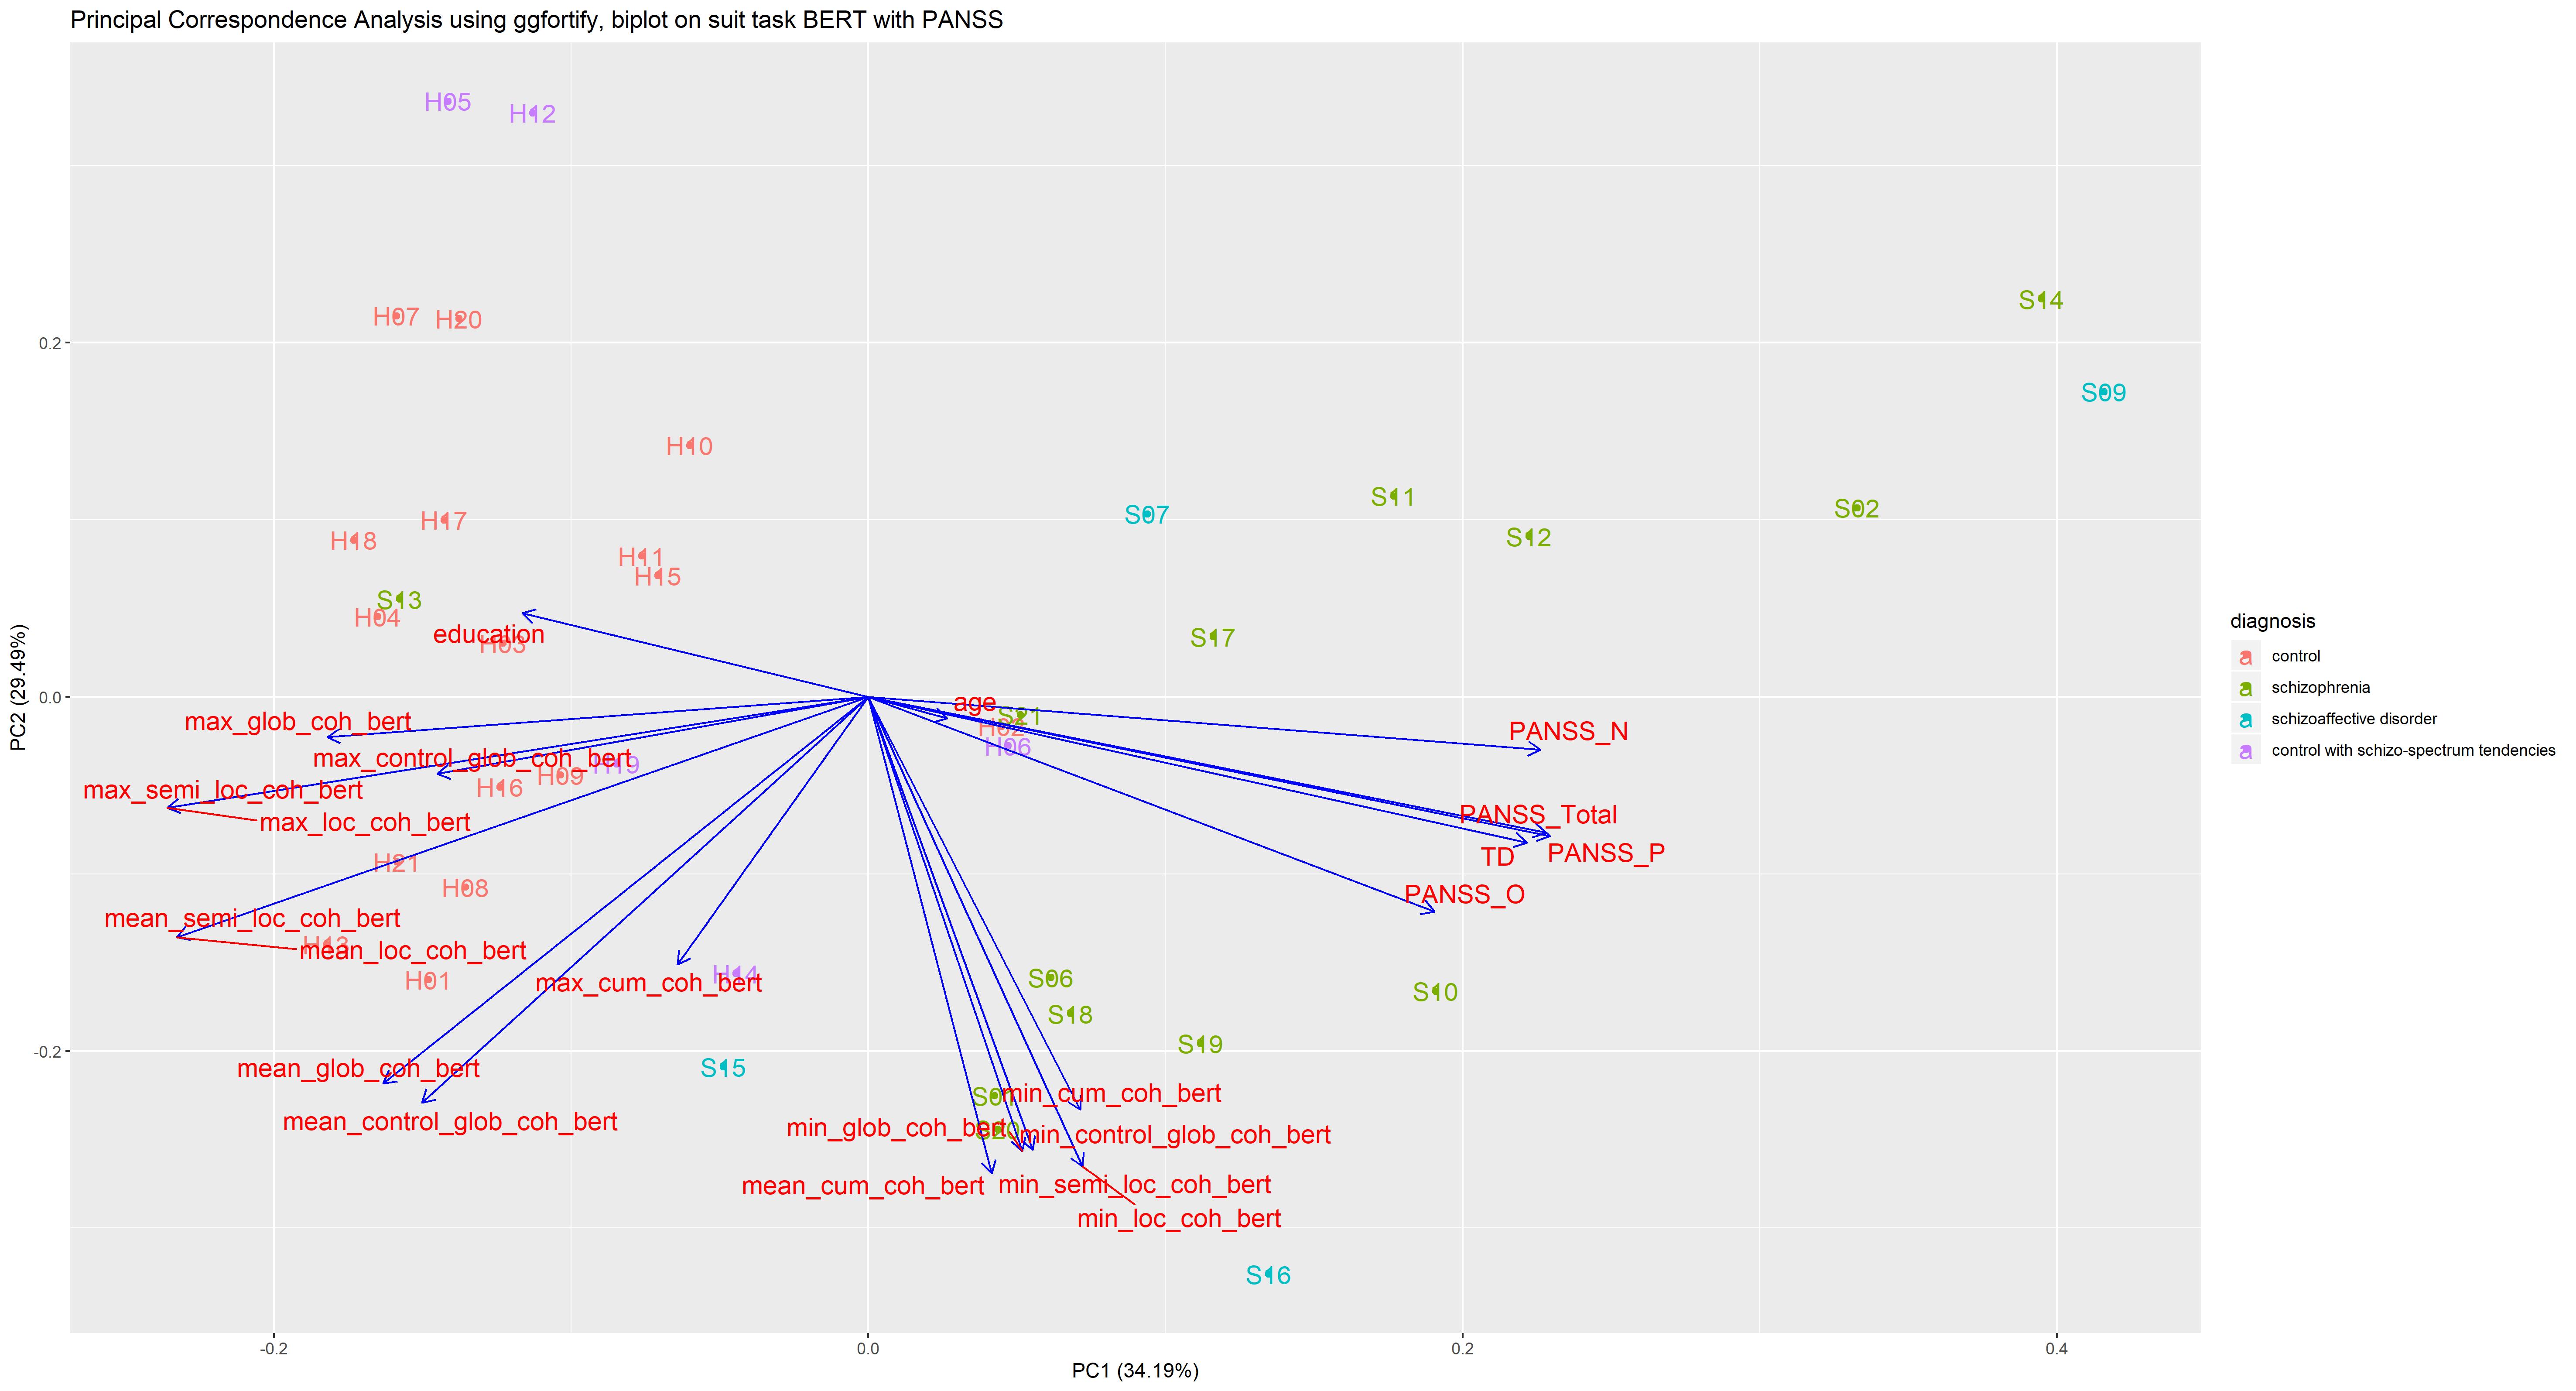 Principal Correspondence Analysis using ggfortify, biplot on suit task BERT with PANSS
H05
H12
S14
H07
H20
0.2
S09
H10
S11
S02
S07
H17
S12
H18
H11
H15
S13
H04
education
H03
S17
diagnosis
control
schizophrenia
schizoaffective disorder
control with schizo-spectrum tendencies
PC2 (29.49%)
0.0
age
S21
H02
H06
max_glob_coh_bert
PANSS_N
max_control_glob_coh_bert
H19
H09
H16
max_semi_loc_coh_bert
max_loc_coh_bert
PANSS_Total
TD
PANSS_P
H21
H08
PANSS_O
mean_semi_loc_coh_bert
H13
mean_loc_coh_bert
H01
max_cum_coh_bert
H14
S06
S10
S18
S19
-0.2
mean_glob_coh_bert
S15
min_cum_coh_bert
mean_control_glob_coh_bert
min_glob_coh_bert
S20
min_control_glob_coh_bert
mean_cum_coh_bert
min_semi_loc_coh_bert
min_loc_coh_bert
S16
-0.2
0.0
0.2
0.4
PC1 (34.19%)